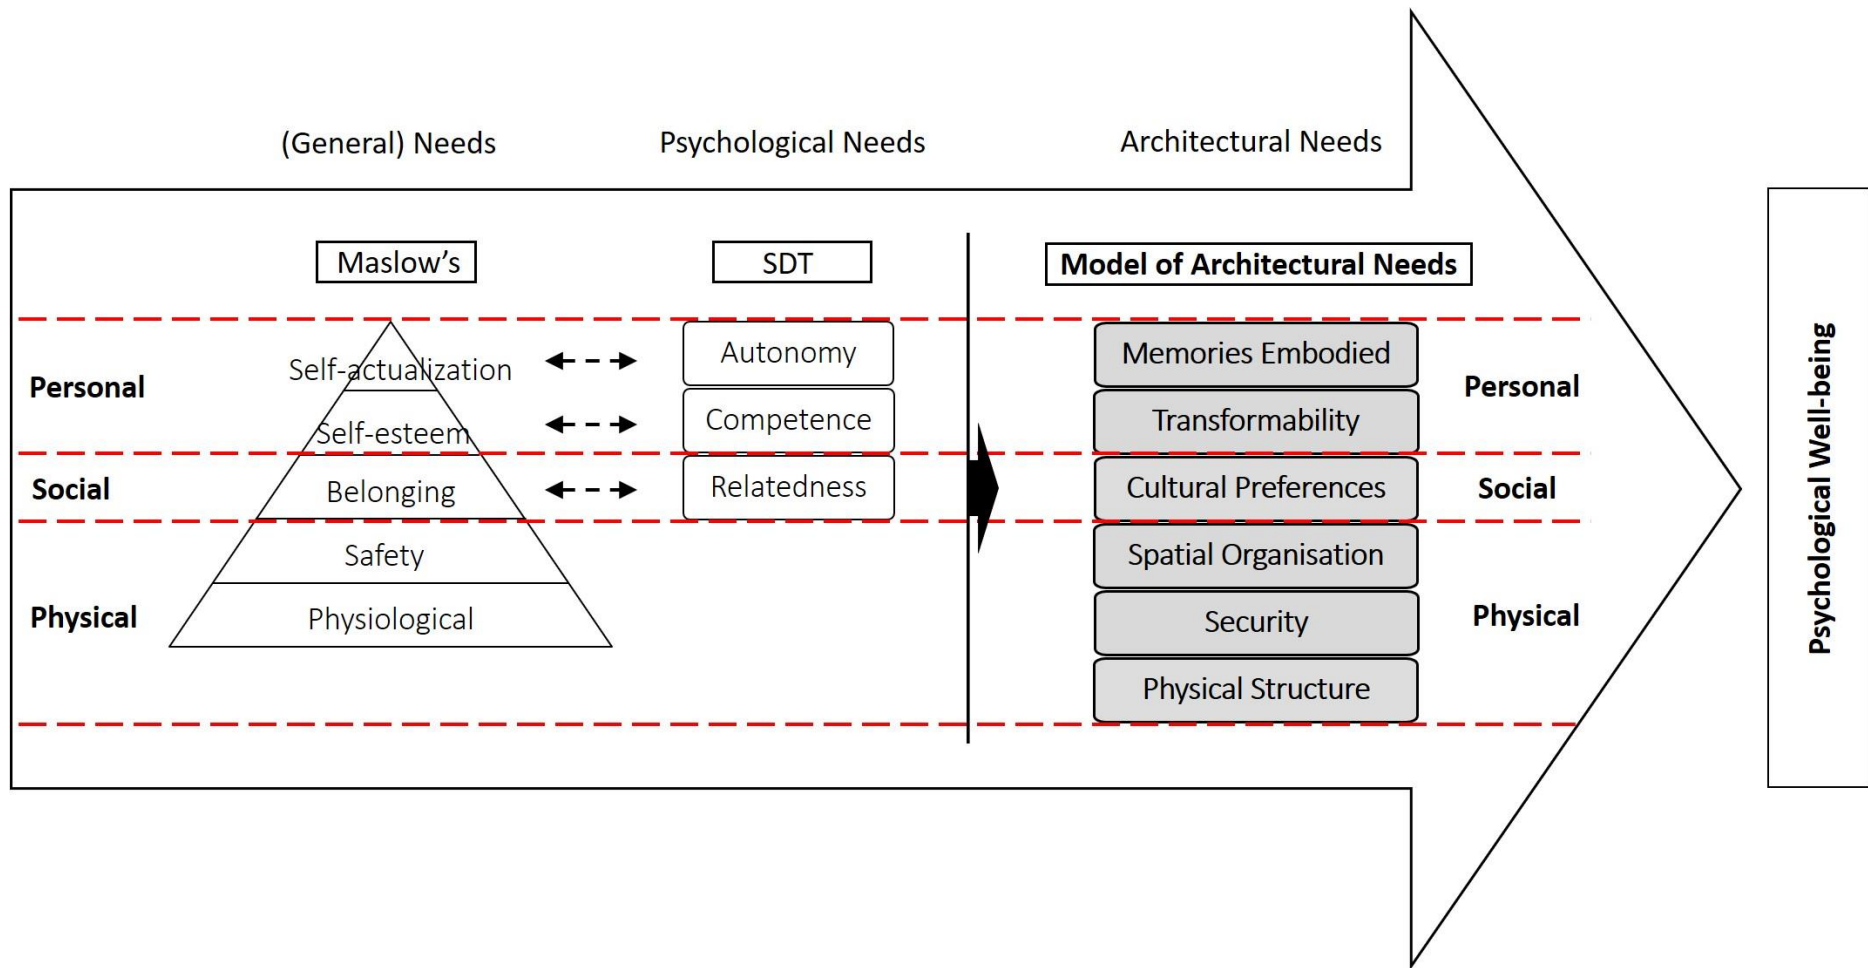 (General) Needs
Psychological Needs
Architectural Needs
Maslow's
SDT
Model of Architectural Needs
Personal
Self-actualization
Autonomy
Memories Embodied
Personal
Self-esteem
Competence
Transformability
Social
Belonging
Relatedness
Cultural Preferences
Social
Physical
Safety
Spatial Organisation
Physiological
Security
Physical
Physical Structure
Psychological Well-being